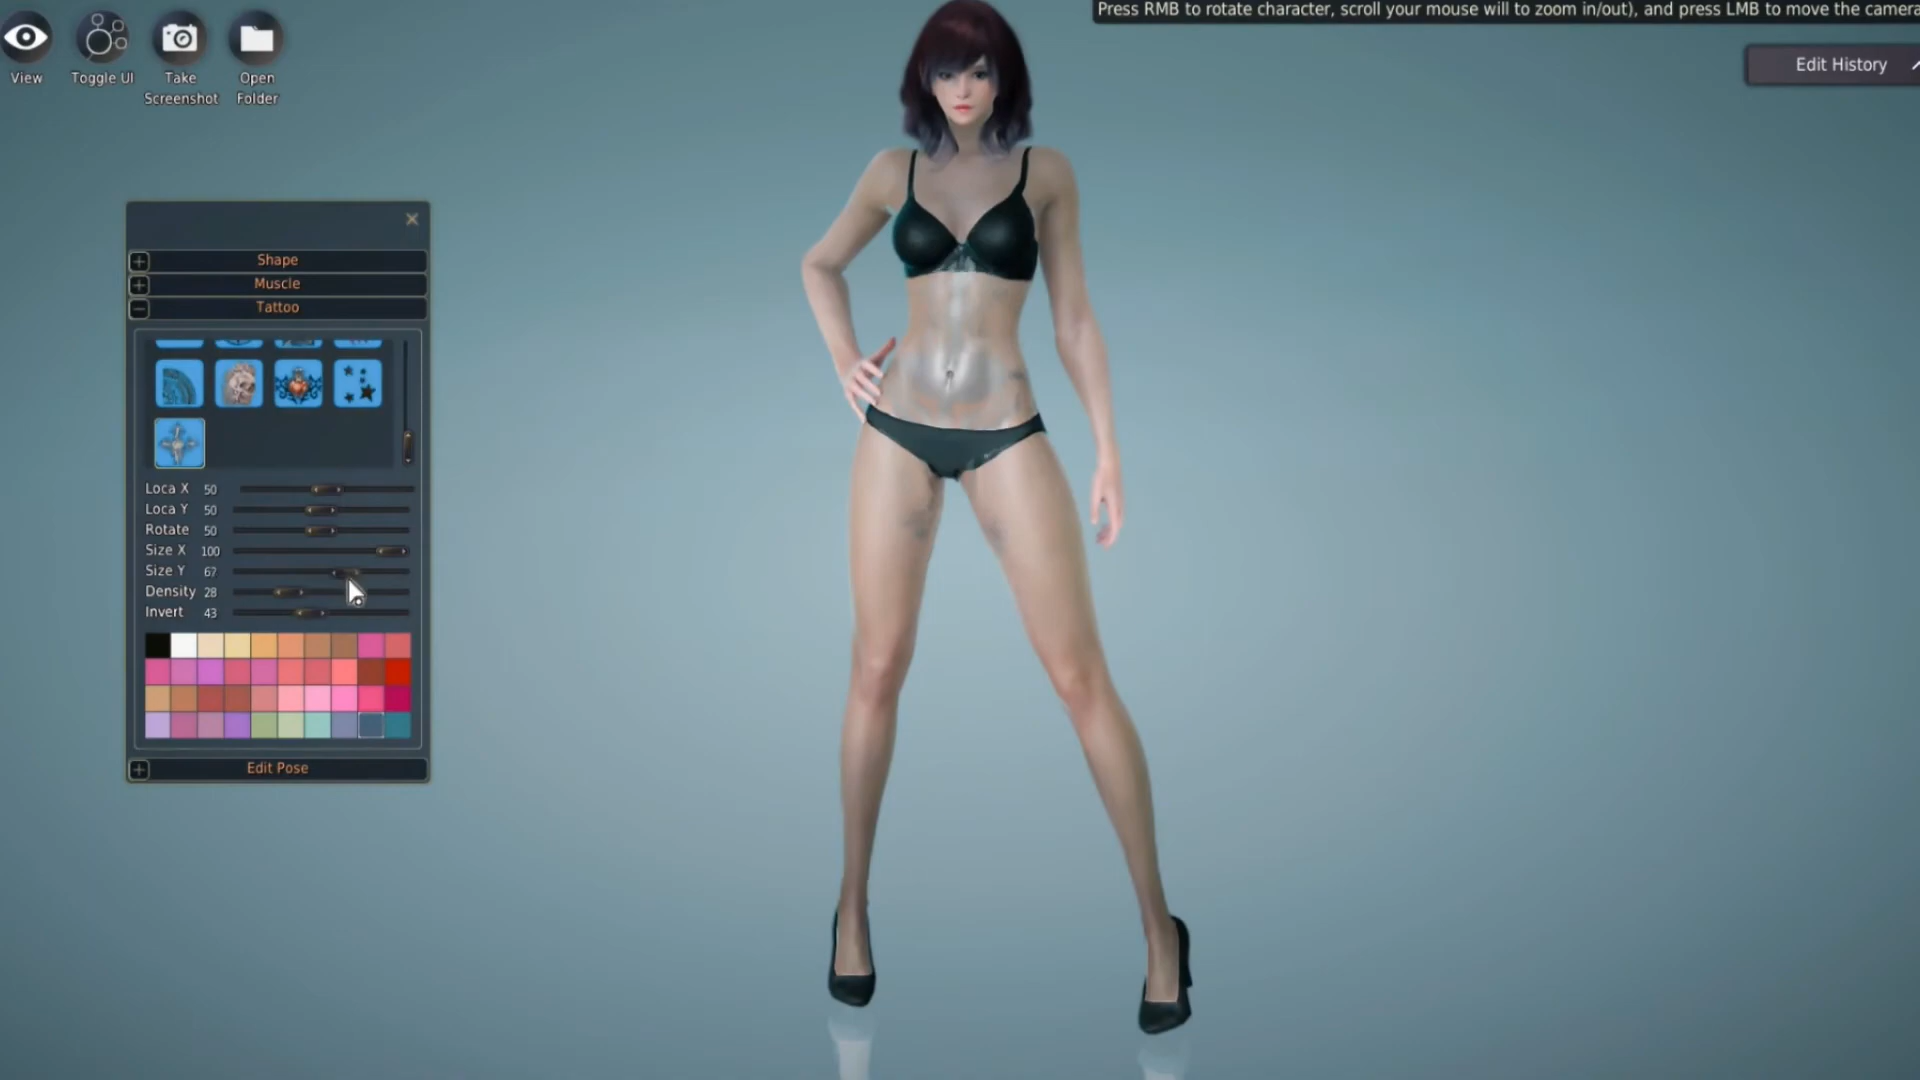 Press RMB to rotate character, scroll your mouse will to zoom in/out), and press LMB to move the camera
View
Toggle UI
Take
Screenshot
Open
Folder
Edit History
Shape
Muscle
Tattoo
Loca X 50
Loca Y 50
Rotate 50
Size X 100
Size Y 67
Density 28
Invert 43
Edit Pose